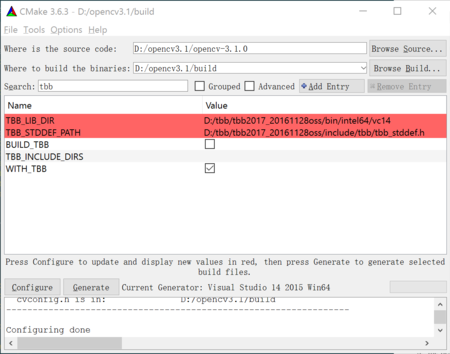 CMake 3.6.3 - D:/opencv3.1/build
File Tools Options Help
Where is the source code: D:/opencv3.1/opencv-3.1.0 Browse Source...
Where to build the binaries: D:/opencv3.1/build Browse Build...
Search: tbb Grouped Advanced Add Entry Remove Entry
Name Value
TBB_LIB_DIR D:/tbb/tbb2017_20161128oss/bin/intel64/vc14
TBB_STDDEF_PATH D:/tbb/tbb2017_20161128oss/include/tbb/tbb_stddef.h
BUILD_TBB
TBB_INCLUDE_DIRS
WITH_TBB
Press Configure to update and display new values in red, then press Generate to generate selected
build files.
Configure Generate Current Generator: Visual Studio 14 2015 Win64
cvconfig.h is in: D:/opencv3.1/build
-----------------------------------------------------------------
Configuring done